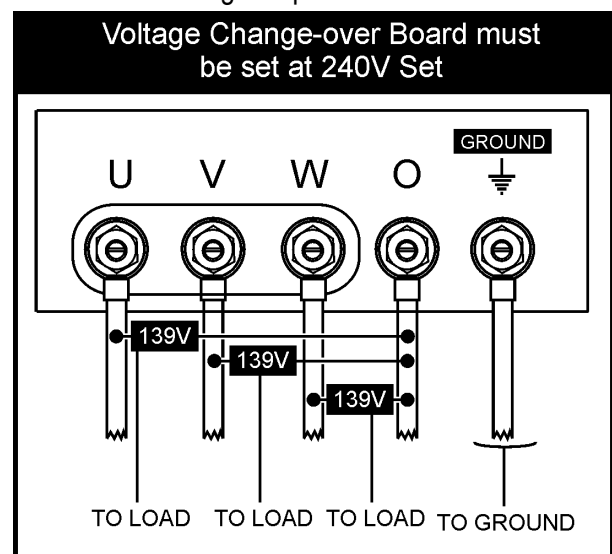 Voltage Change-over Board must
be set at 240V Set
GROUND
U V W O
139V
139V
139V
TO LOAD TO LOAD TO LOAD TO GROUND